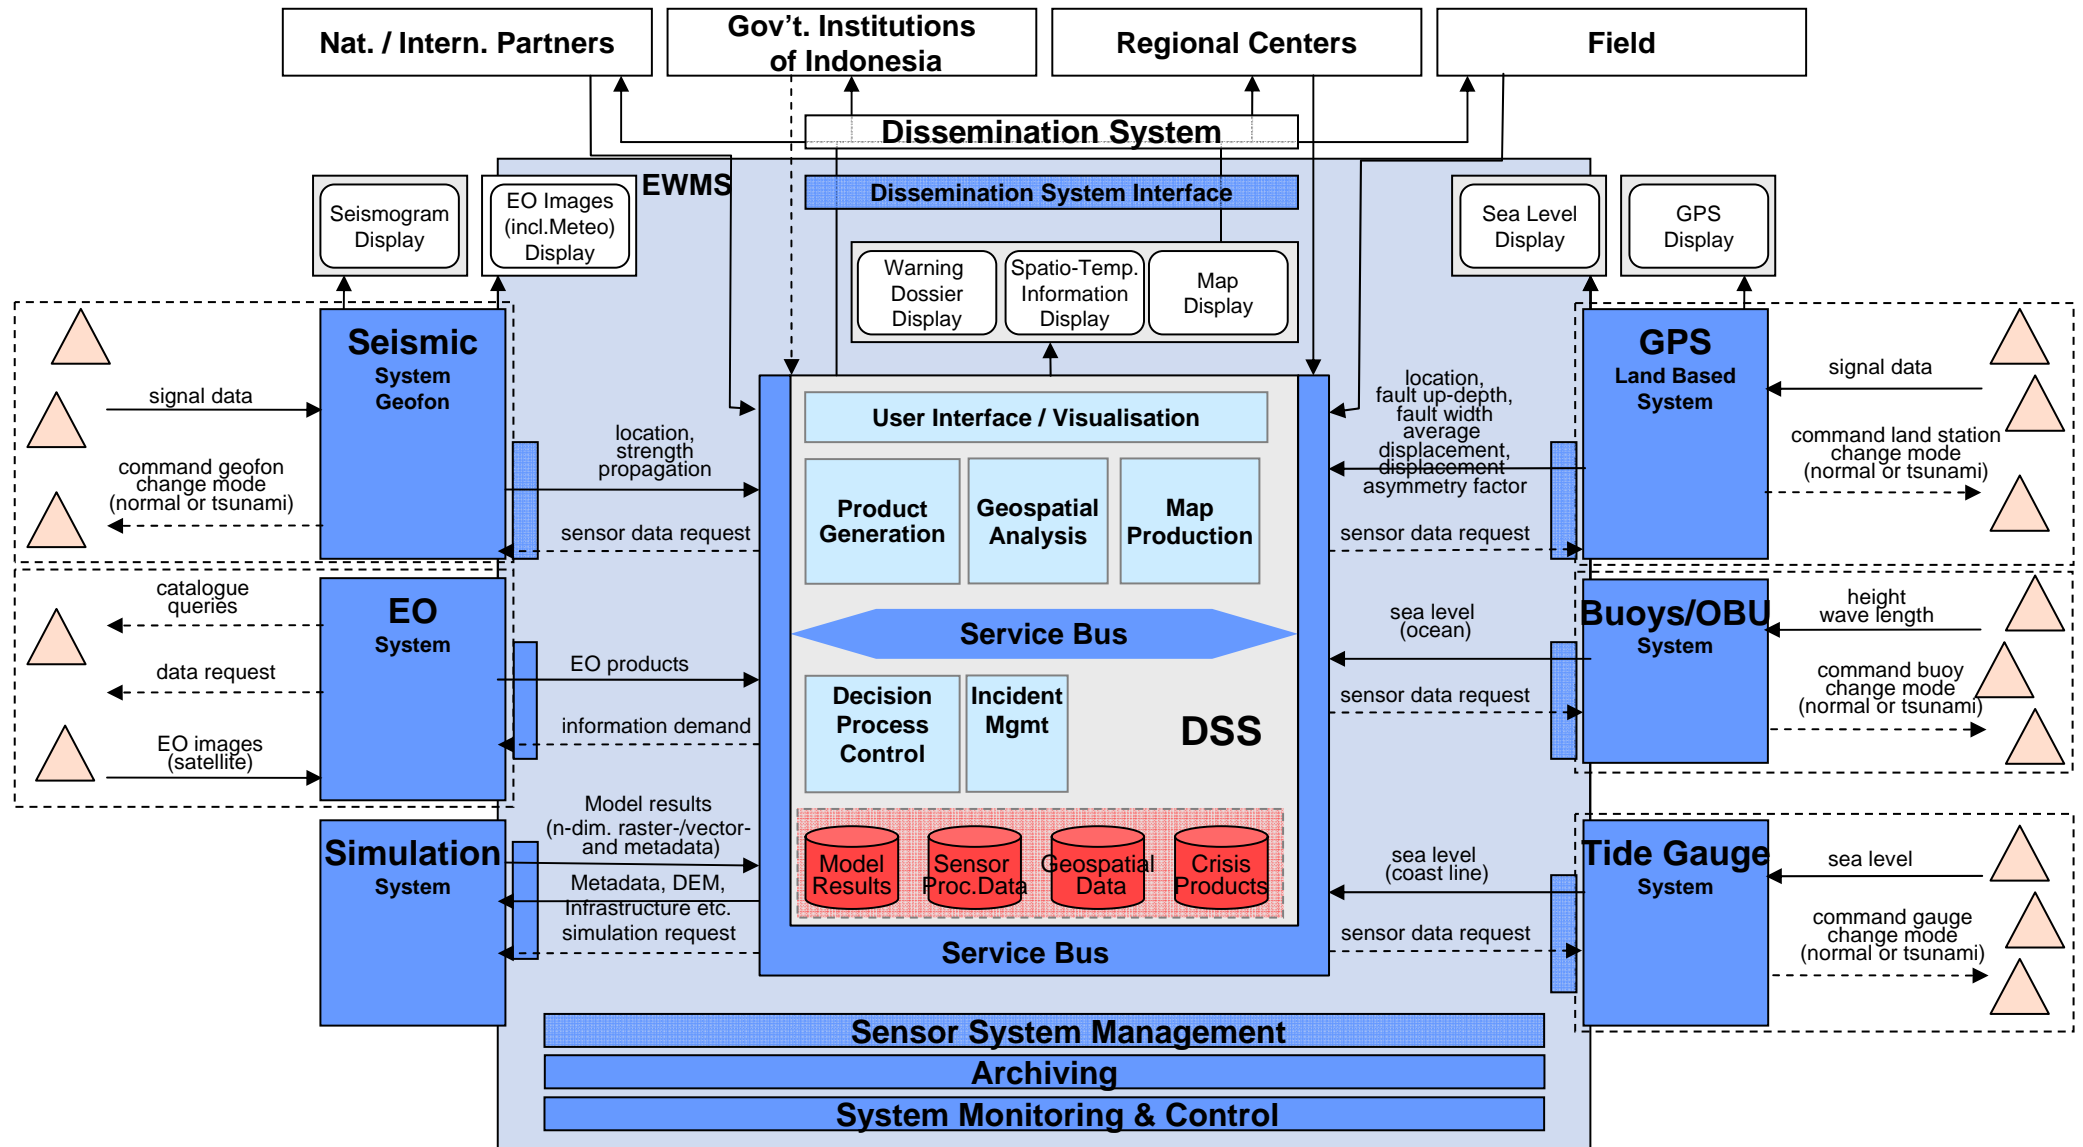 Nat. / Intern. Partners
Gov't. Institutions
of Indonesia
Regional Centers
Field
Dissemination System
EWMS
Dissemination System Interface
Seismogram
Display
EO Images
(incl.Meteo)
Display
Sea Level
Display
GPS
Display
Warning
Dossier
Display
Spatio-Temp.
Information
Display
Map
Display
Seismic
System
Geofon
signal data
command geofon
change mode
(normal or tsunami)
location,
strength
propagation
sensor data request
User Interface / Visualisation
Product
Generation
Geospatial
Analysis
Map
Production
location,
fault up-depth,
fault width
average
displacement,
displacement
asymmetry factor
sensor data request
GPS
Land Based
System
signal data
command land station
change mode
(normal or tsunami)
catalogue
queries
data request
EO images
(satellite)
EO
System
EO products
information demand
Service Bus
Decision
Process
Control
Incident
Mgmt
DSS
sea level
(ocean)
sensor data request
Buoys/OBU
System
height
wave length
command buoy
change mode
(normal or tsunami)
Simulation
System
Model results
(n-dim. raster-/vector-
and metadata)
Metadata, DEM,
Infrastructure etc.
simulation request
Model
Results
Sensor
Proc.Data
Geospatial
Data
Crisis
Products
Service Bus
sea level
(coast line)
sensor data request
Tide Gauge
System
sea level
command gauge
change mode
(normal or tsunami)
Sensor System Management
Archiving
System Monitoring & Control